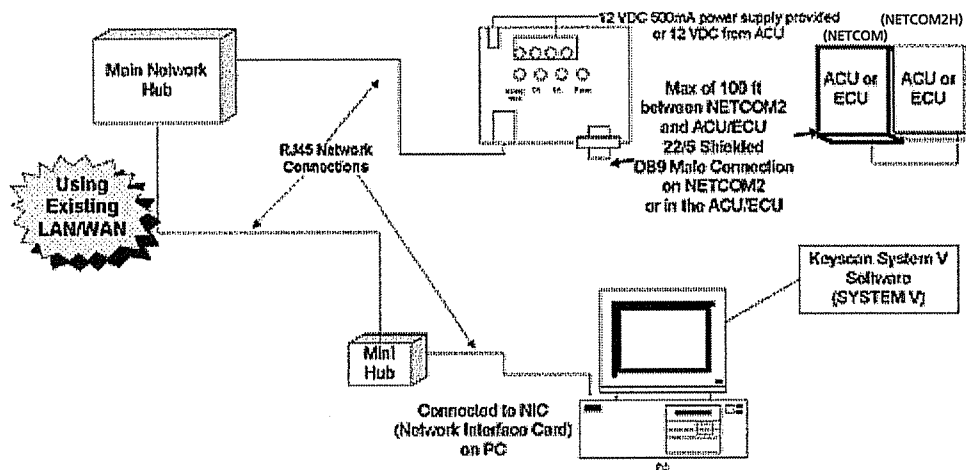 12 VDC 500mA power supply provided
or 12 VDC from ACU
(NETCOM2H)
(NETCOM)
Main Network
Hub
ACU or
ECU
ACU or
ECU
Max of 100 ft
between NETCOM2
and ACU/ECU
22/5 Shielded
DB9 Male Connection
on NETCOM2
or in the ACU/ECU
RJ45 Network
Connections
Using
Existing
LAN/WAN
Keyscan System V
Software
(SYSTEM V)
Mini
Hub
Connected to NIC
(Network Interface Card)
on PC